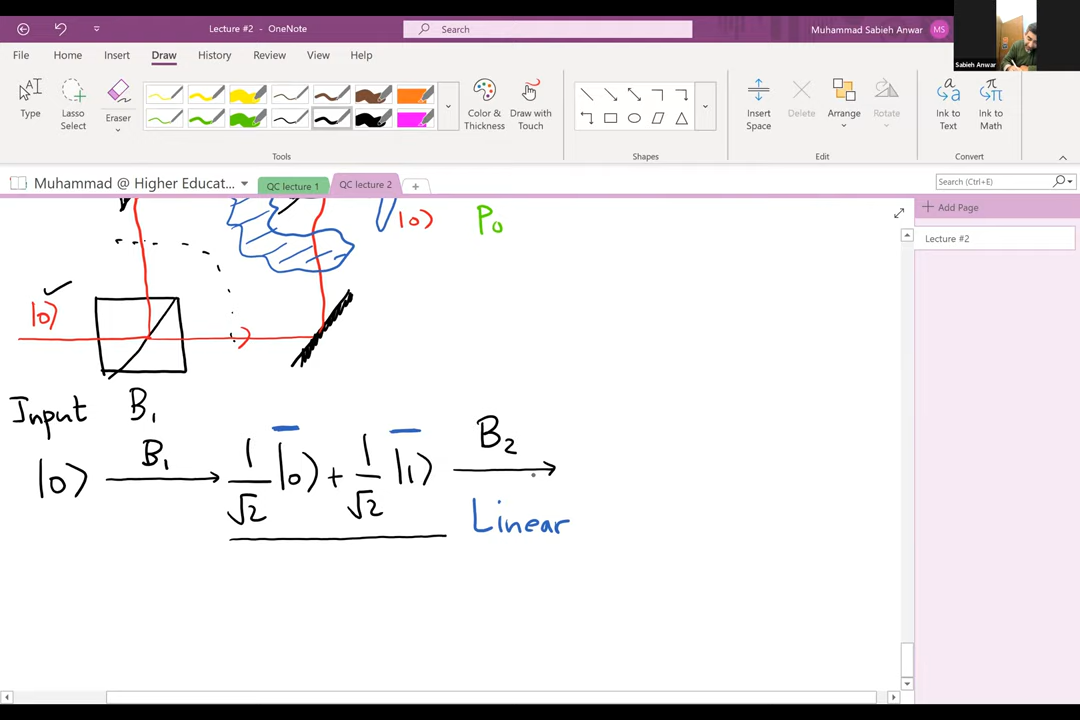 Lecture #2 - OneNote
Search
Muhammad Sabieh Anwar
MS
Sabieh Anwar
File Home Insert Draw History Review View Help
Type
Lasso Select
Eraser
Color & Thickness
Draw with Touch
Insert Space
Delete
Arrange
Rotate
Ink to Text
Ink to Math
Tools
Shapes
Edit
Convert
Muhammad @ Higher Educat...
QC lecture 1
QC lecture 2
Search (Ctrl+E)
Add Page
Lecture #2
|0⟩ P0
|0⟩
Input B1
|0⟩ B1 → 1/√2 |0⟩ + 1/√2 |1⟩ B2 →
Linear